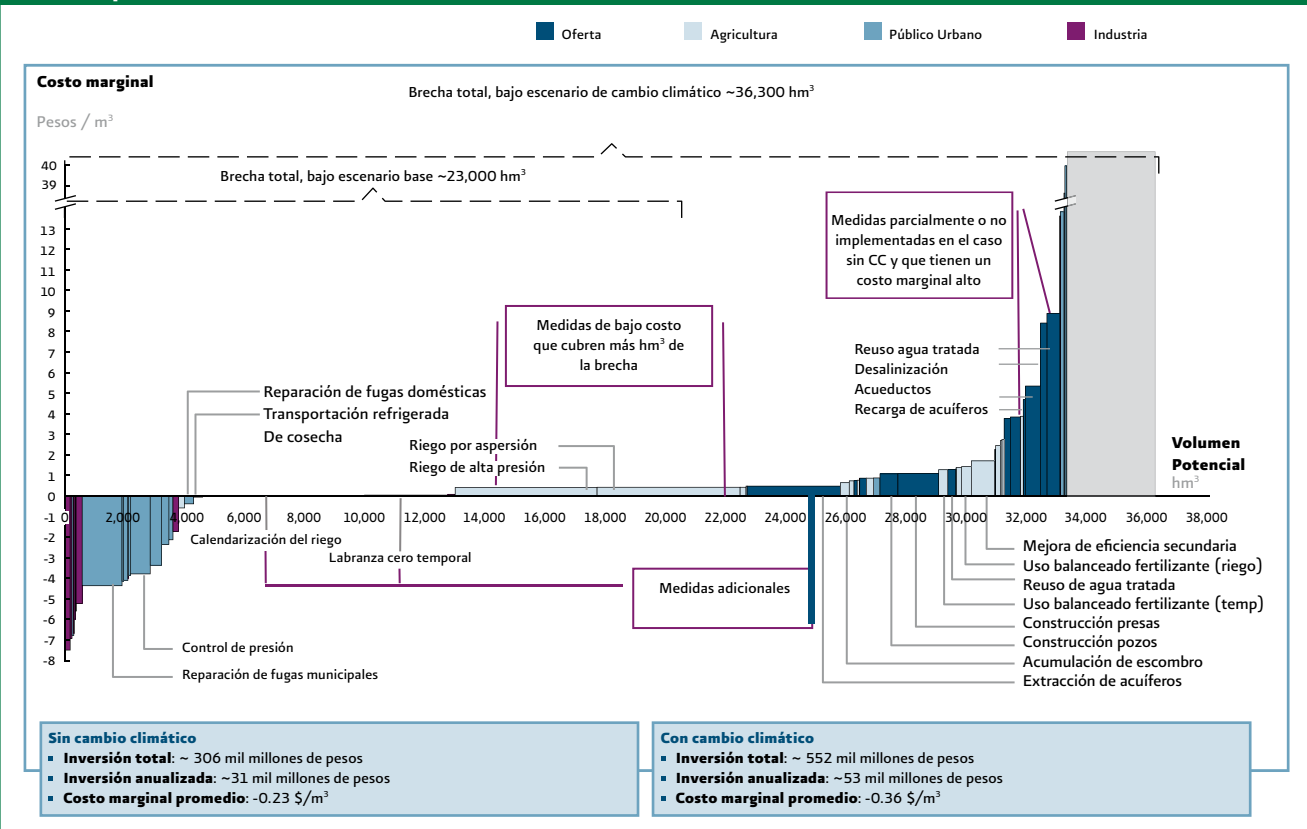 Oferta
Agricultura
Público Urbano
Industria
Costo marginal
Pesos / m³
Brecha total, bajo escenario de cambio climático ~36,300 hm³
Brecha total, bajo escenario base ~23,000 hm³
40
39
13
12
11
10
9
8
7
6
5
4
3
2
1
0
-1
-2
-3
-4
-5
-6
-7
-8
Medidas parcialmente o no
implementadas en el caso
sin CC y que tienen un
costo marginal alto
Medidas de bajo costo
que cubren más hm³ de
la brecha
Reuso agua tratada
Desalinización
Acueductos
Recarga de acuíferos
Reparación de fugas domésticas
Transportación refrigerada
De cosecha
Riego por aspersión
Riego de alta presión
Volumen
Potencial
hm³
0 2,000 4,000 6,000 8,000 10,000 12,000 14,000 16,000 18,000 20,000 22,000 24,000 26,000 28,000 30,000 32,000 34,000 36,000 38,000
Calendarización del riego
Labranza cero temporal
Medidas adicionales
Control de presión
Reparación de fugas municipales
Mejora de eficiencia secundaria
Uso balanceado fertilizante (riego)
Reuso de agua tratada
Uso balanceado fertilizante (temp)
Construcción presas
Construcción pozos
Acumulación de escombro
Extracción de acuíferos
Sin cambio climático
▪ Inversión total: ~ 306 mil millones de pesos
▪ Inversión anualizada: ~31 mil millones de pesos
▪ Costo marginal promedio: -0.23 $/m³
Con cambio climático
▪ Inversión total: ~ 552 mil millones de pesos
▪ Inversión anualizada: ~53 mil millones de pesos
▪ Costo marginal promedio: -0.36 $/m³